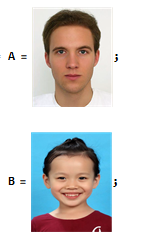 A = ;
B = ;